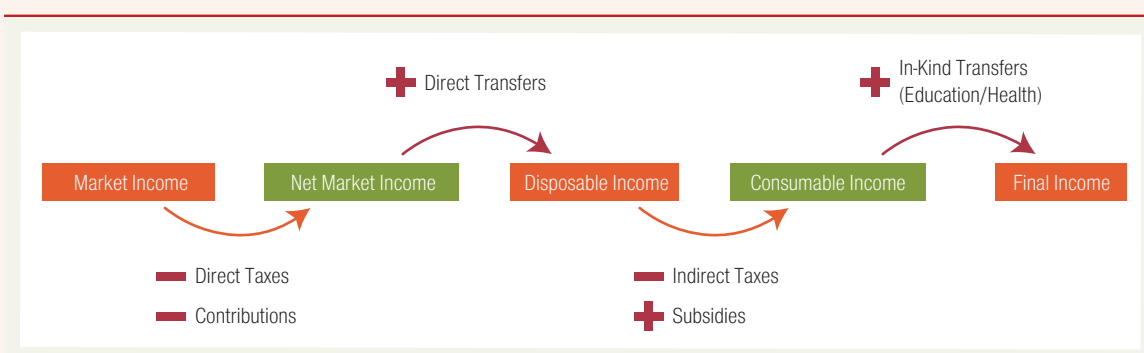 Direct Transfers
In-Kind Transfers
(Education/Health)
Market Income
Net Market Income
Disposable Income
Consumable Income
Final Income
Direct Taxes
Contributions
Indirect Taxes
Subsidies